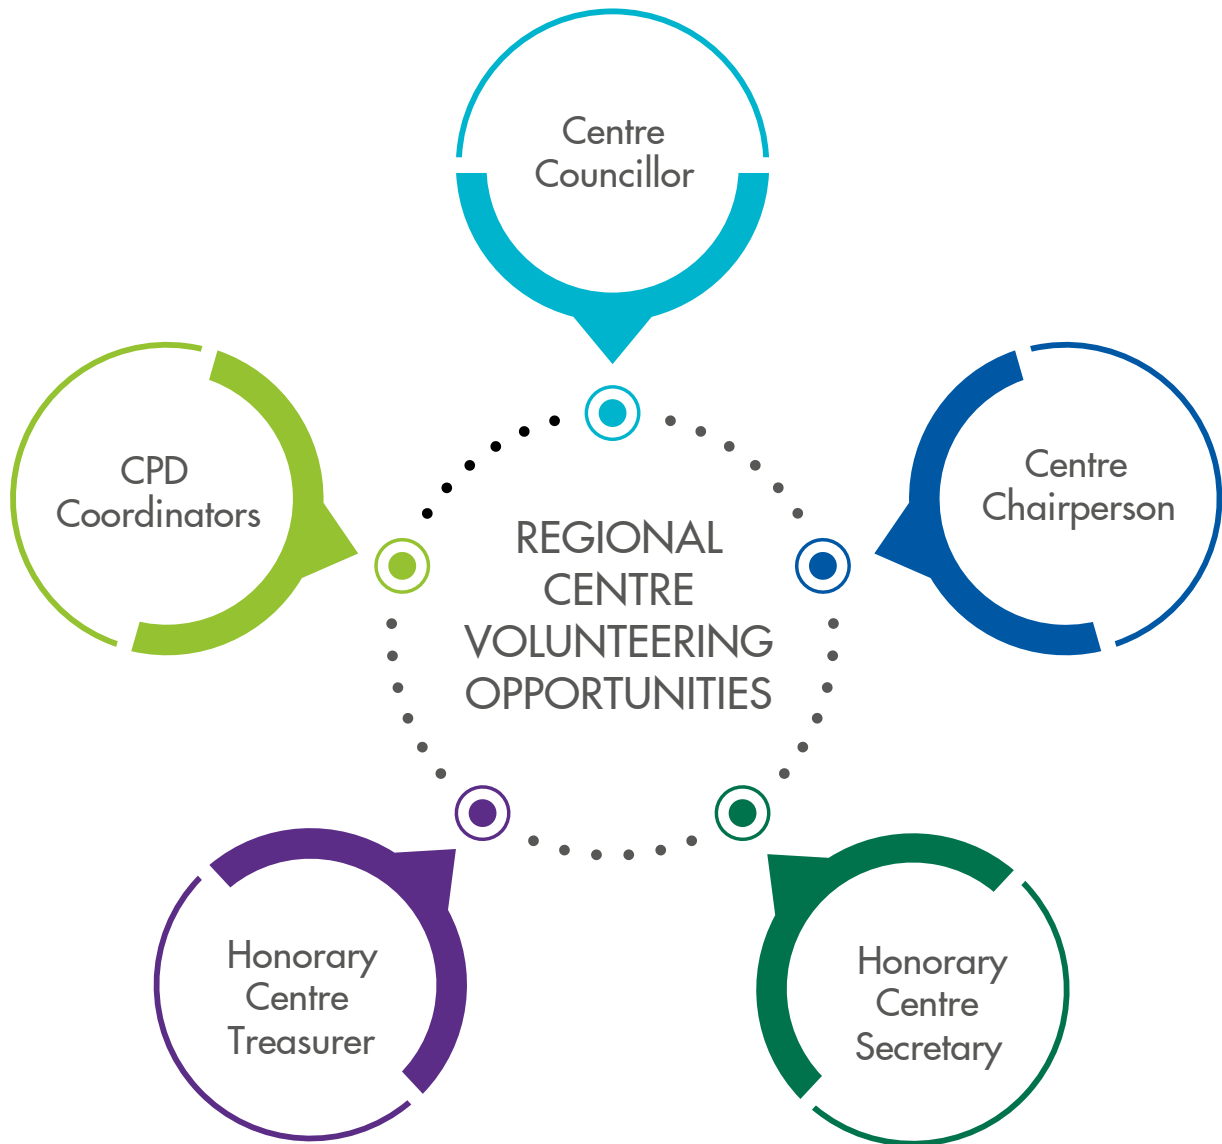 Centre
Councillor
CPD
Coordinators
Centre
Chairperson
REGIONAL
CENTRE
VOLUNTEERING
OPPORTUNITIES
Honorary
Centre
Treasurer
Honorary
Centre
Secretary